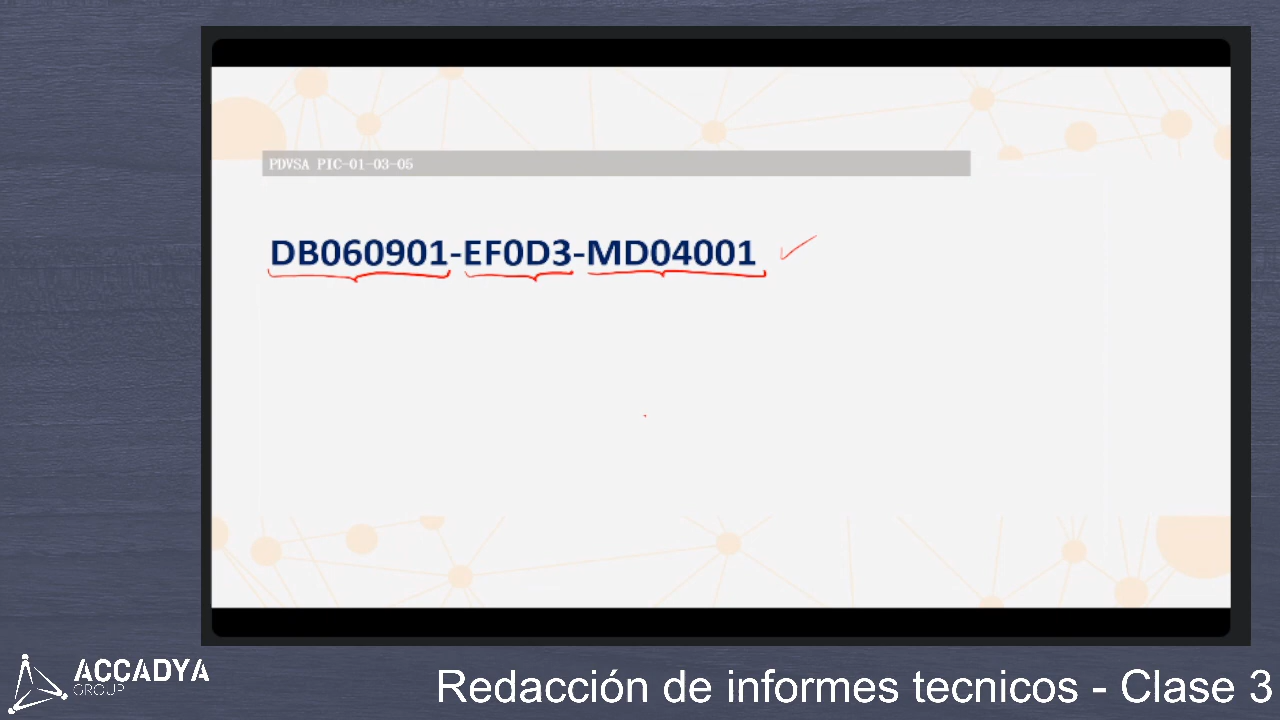 PDVSA PIC-01-03-05
DB060901-EF0D3-MD04001
ACCADYA
GROUP
Redacción de informes tecnicos - Clase 3